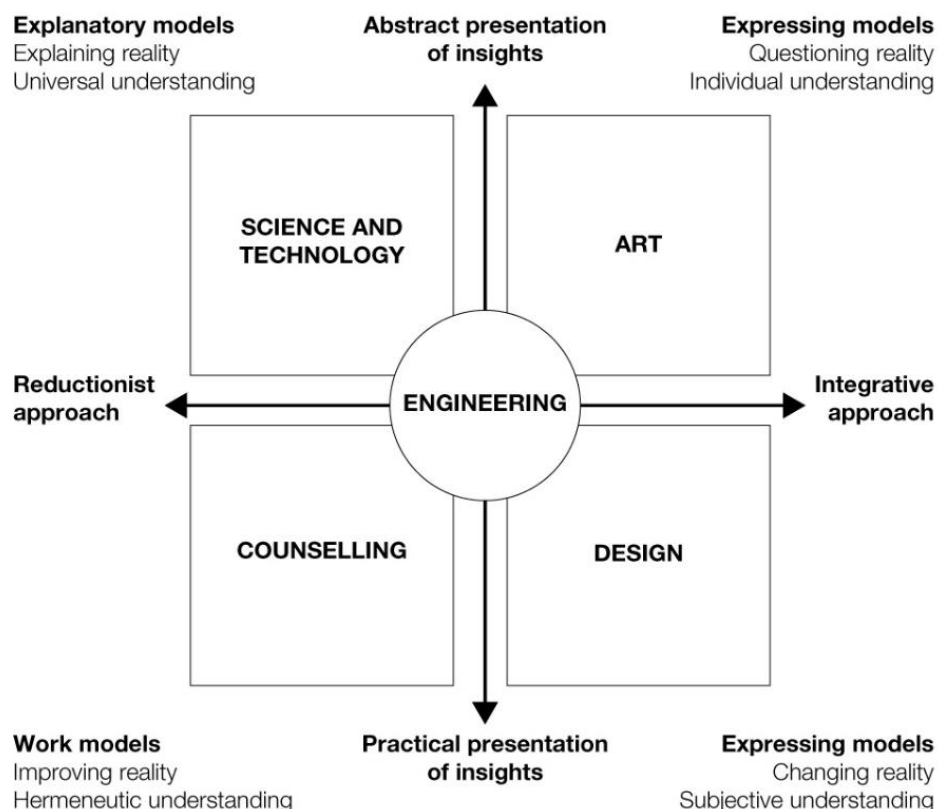 Explanatory models
Explaining reality
Universal understanding
Abstract presentation
of insights
Expressing models
Questioning reality
Individual understanding
SCIENCE AND
TECHNOLOGY
ART
Reductionist
approach
ENGINEERING
Integrative
approach
COUNSELLING
DESIGN
Work models
Improving reality
Hermeneutic understanding
Practical presentation
of insights
Expressing models
Changing reality
Subjective understanding